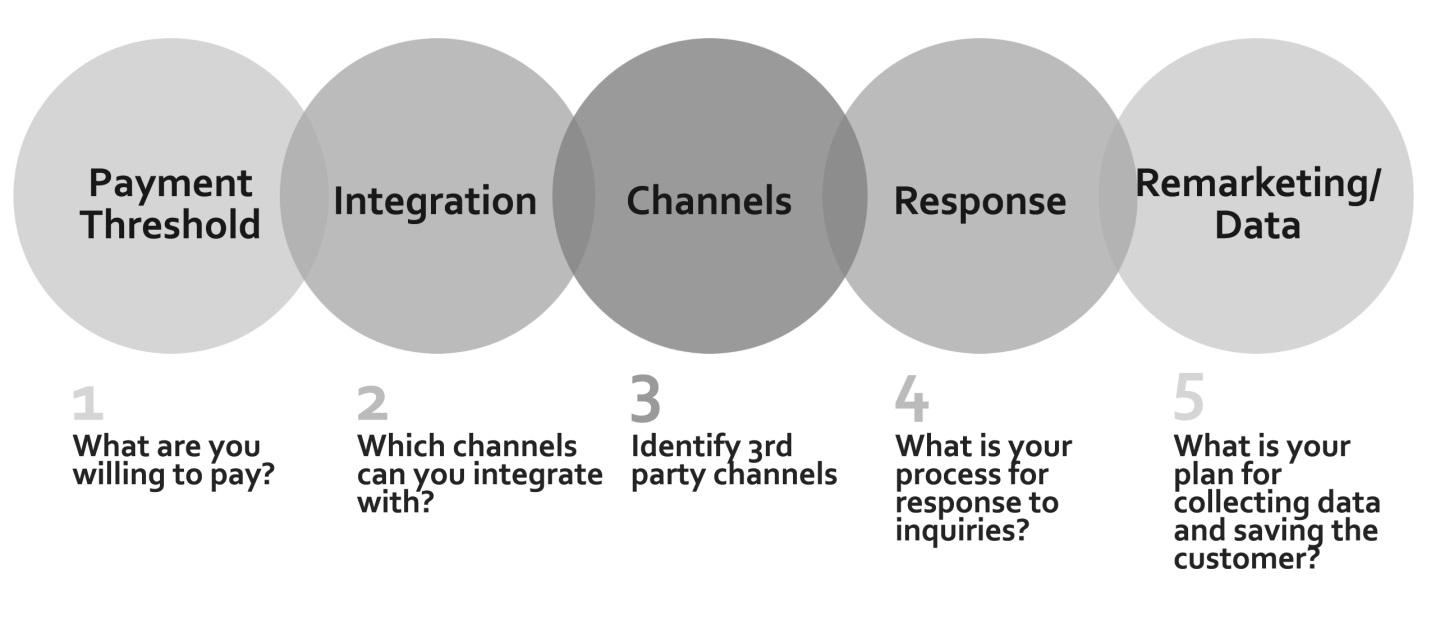 Payment
Threshold
Integration
Channels
Response
Remarketing/
Data
1
What are you
willing to pay?
2
Which channels
can you integrate
with?
3
Identify 3rd
party channels
4
What is your
process for
response to
inquiries?
5
What is your
plan for
collecting data
and saving the
customer?